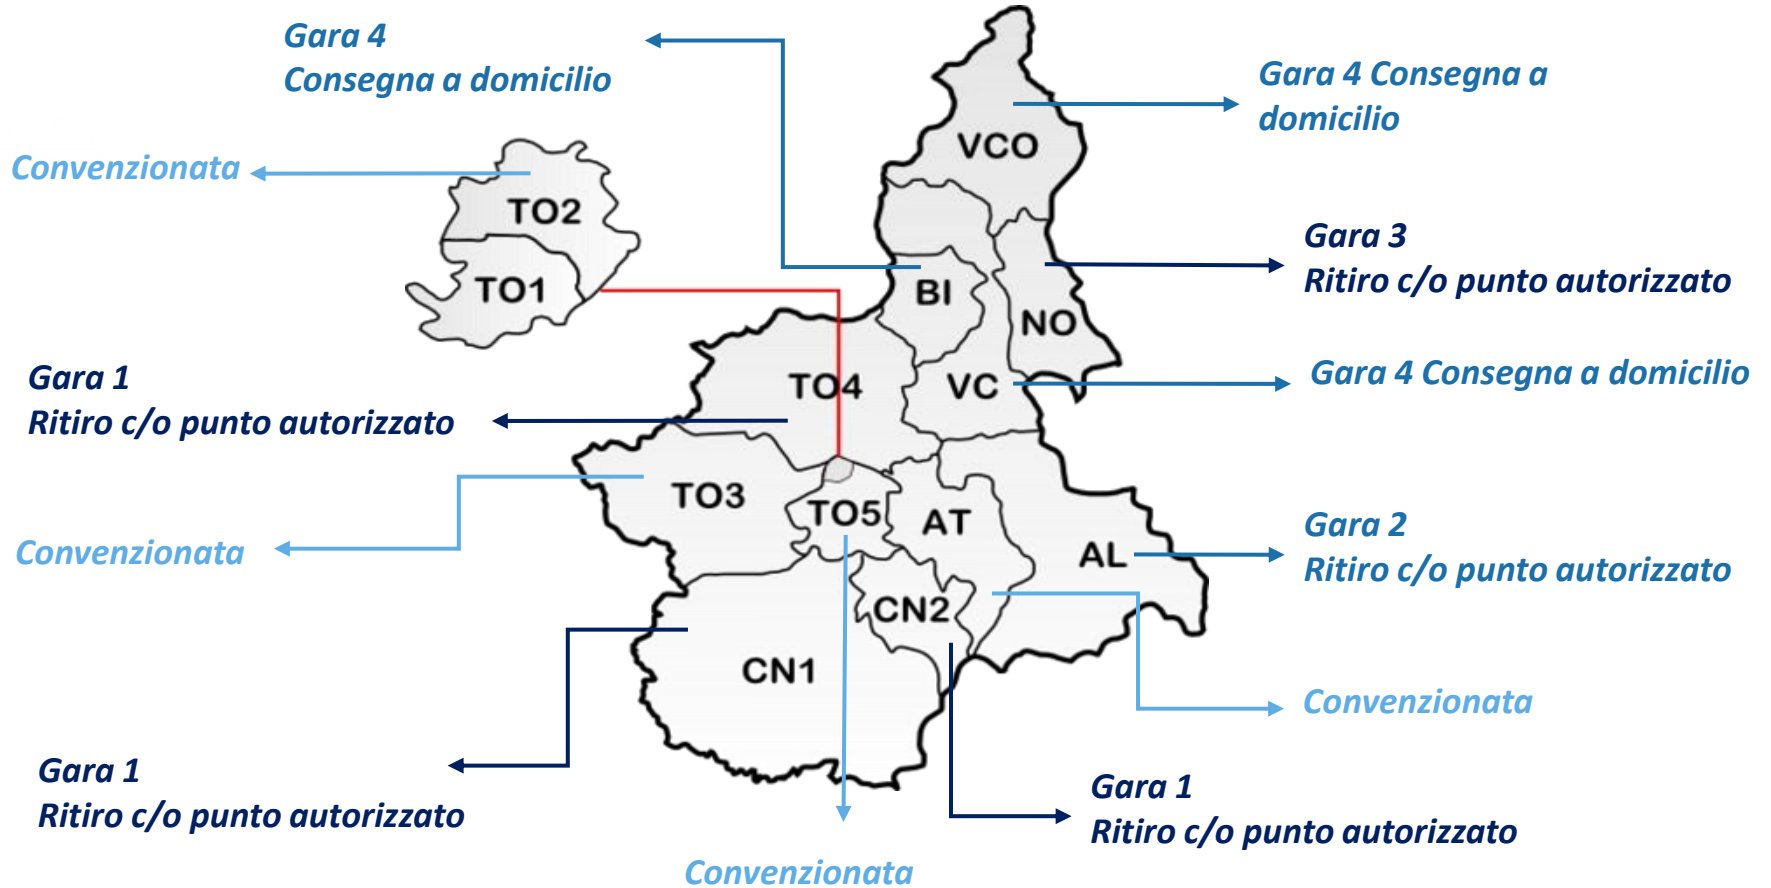 Gara 4
Consegna a domicilio
Gara 4 Consegna a
domicilio
VCO
Convenzionata
TO2
TO1
Gara 3
Ritiro c/o punto autorizzato
BI
NO
Gara 1
Ritiro c/o punto autorizzato
TO4
VC
Gara 4 Consegna a domicilio
TO3
TO5
AT
AL
Gara 2
Ritiro c/o punto autorizzato
Convenzionata
CN2
CN1
Convenzionata
Gara 1
Ritiro c/o punto autorizzato
Gara 1
Ritiro c/o punto autorizzato
Convenzionata